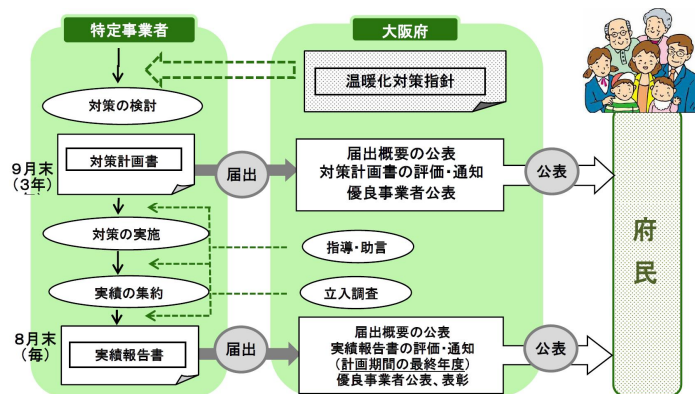 特定事業者
大阪府
対策の検討
温暖化対策指針
9月末
(3年)
対策計画書
届出
届出概要の公表
対策計画書の評価・通知
優良事業者公表
公表
対策の実施
指導・助言
実績の集約
立入調査
8月末
(毎)
実績報告書
届出
届出概要の公表
実績報告書の評価・通知
(計画期間の最終年度)
優良事業者公表、表彰
公表
府民